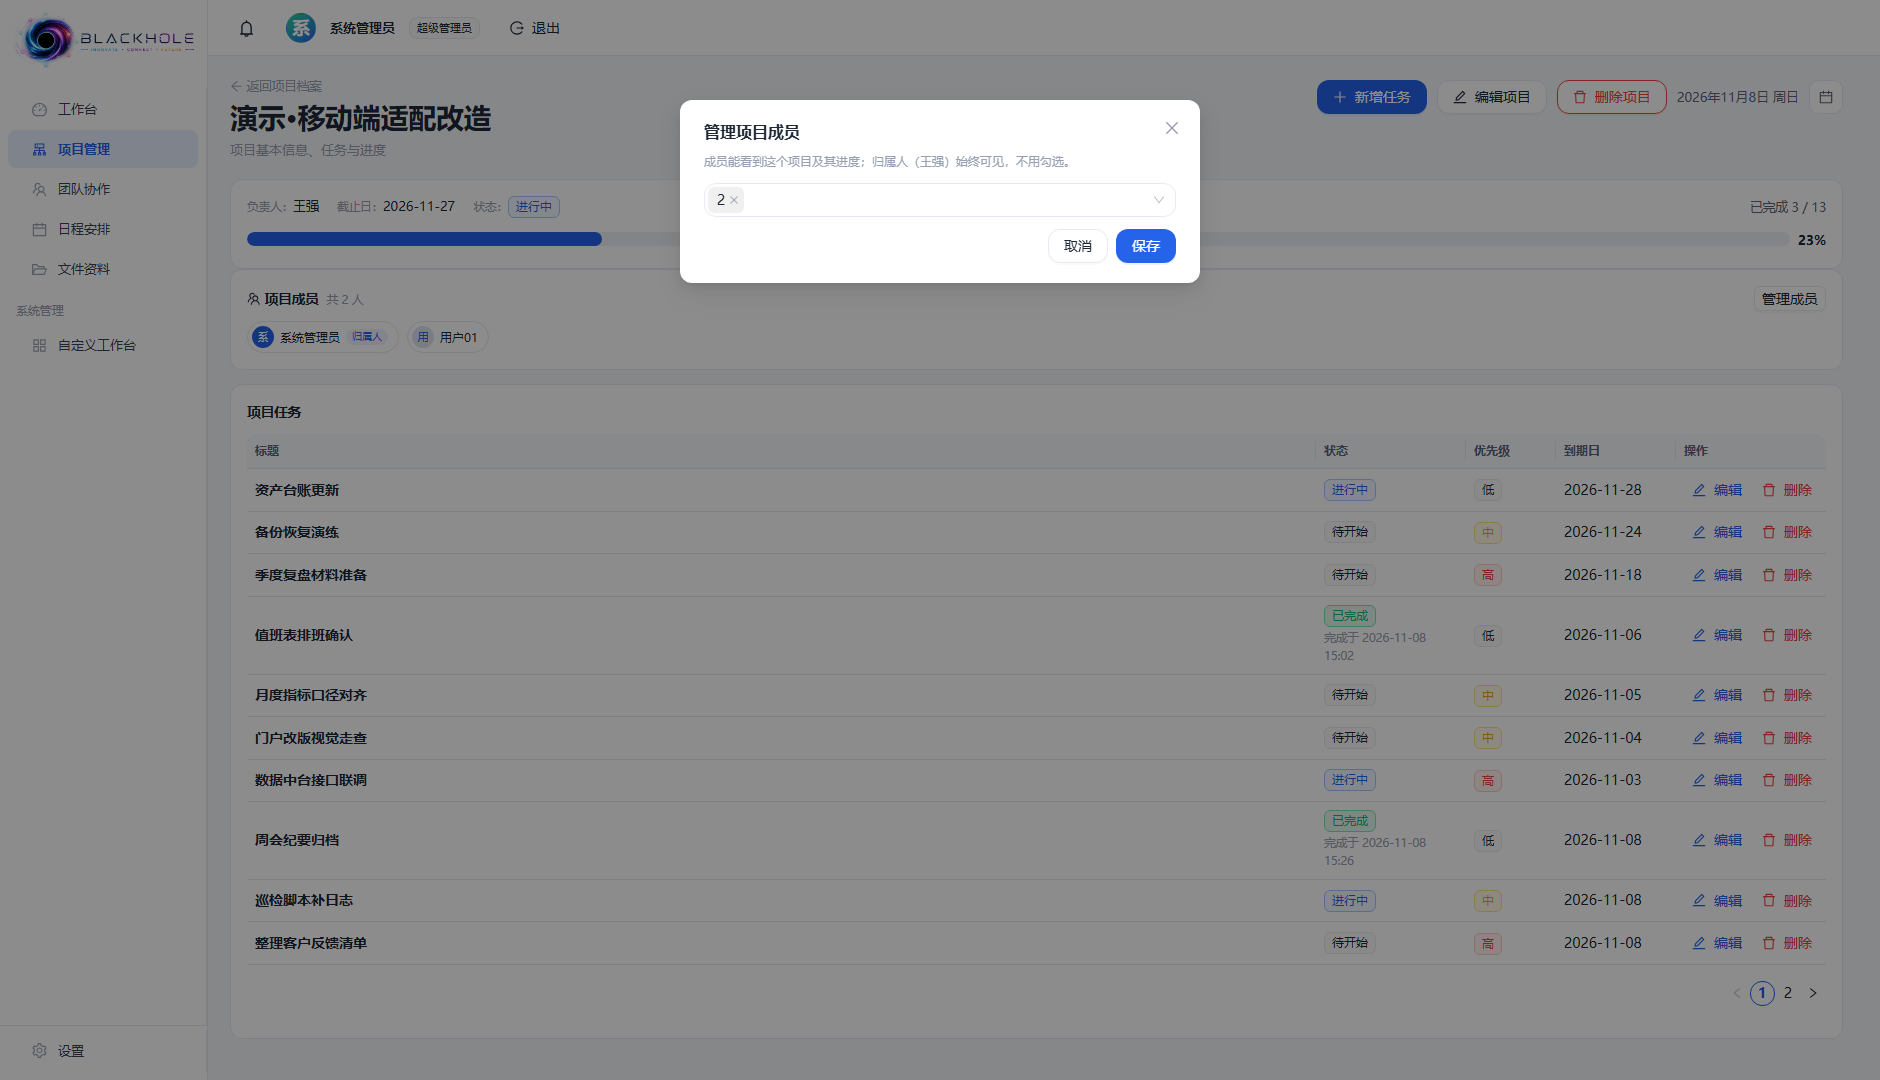 BLACKHOLE
INNOVATE • CONNECT • FUTURE
系 系统管理员 超级管理员 退出
工作台
项目管理
团队协作
日程安排
文件资料
系统管理
自定义工作台
设置
返回项目档案
演示•移动端适配改造
项目基本信息、任务与进度
新增任务 编辑项目 删除项目 2026年11月8日 周日
管理项目成员
成员能看到这个项目及其进度；归属人（王强）始终可见，不用勾选。
2
取消 保存
负责人: 王强 截止日: 2026-11-27 状态: 进行中 已完成 3 / 13
23%
项目成员 共 2 人 管理成员
系 系统管理员 归属人 用 用户01
项目任务
标题 状态 优先级 到期日 操作
资产台账更新 进行中 低 2026-11-28 编辑 删除
备份恢复演练 待开始 中 2026-11-24 编辑 删除
季度复盘材料准备 待开始 高 2026-11-18 编辑 删除
值班表排班确认 已完成 完成于 2026-11-08 15:02 低 2026-11-06 编辑 删除
月度指标口径对齐 待开始 中 2026-11-05 编辑 删除
门户改版视觉走查 待开始 中 2026-11-04 编辑 删除
数据中台接口联调 进行中 高 2026-11-03 编辑 删除
周会纪要归档 已完成 完成于 2026-11-08 15:26 低 2026-11-08 编辑 删除
巡检脚本补日志 进行中 中 2026-11-08 编辑 删除
整理客户反馈清单 待开始 高 2026-11-08 编辑 删除
1 2